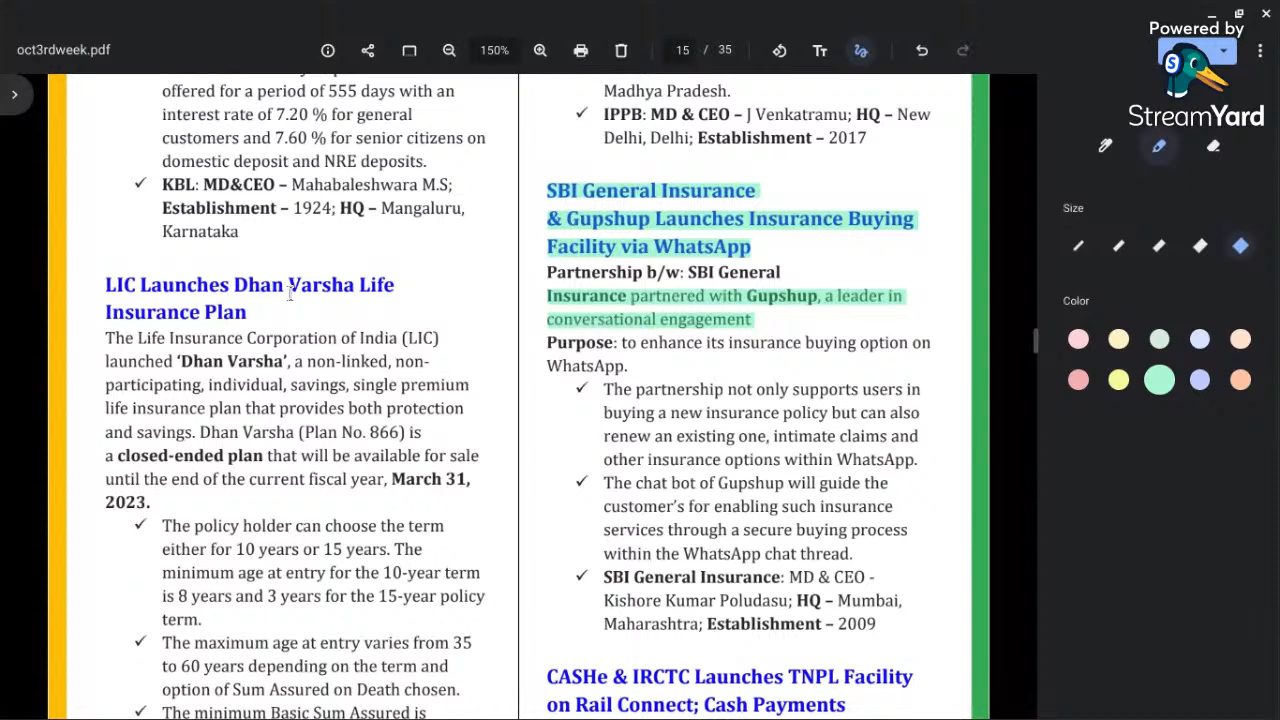 Powered by
StreamYard
oct3rdweek.pdf
150%
15 / 35
offered for a period of 555 days with an
interest rate of 7.20 % for general
customers and 7.60 % for senior citizens on
domestic deposit and NRE deposits.
✓ KBL: MD&CEO – Mahabaleshwara M.S;
Establishment – 1924; HQ – Mangaluru,
Karnataka
LIC Launches Dhan Varsha Life
Insurance Plan
The Life Insurance Corporation of India (LIC)
launched ‘Dhan Varsha’, a non-linked, non-
participating, individual, savings, single premium
life insurance plan that provides both protection
and savings. Dhan Varsha (Plan No. 866) is
a closed-ended plan that will be available for sale
until the end of the current fiscal year, March 31,
2023.
✓ The policy holder can choose the term
either for 10 years or 15 years. The
minimum age at entry for the 10-year term
is 8 years and 3 years for the 15-year policy
term.
✓ The maximum age at entry varies from 35
to 60 years depending on the term and
option of Sum Assured on Death chosen.
✓ The minimum Basic Sum Assured is
Madhya Pradesh.
✓ IPPB: MD & CEO – J Venkatramu; HQ – New
Delhi, Delhi; Establishment – 2017
SBI General Insurance
& Gupshup Launches Insurance Buying
Facility via WhatsApp
Partnership b/w: SBI General
Insurance partnered with Gupshup, a leader in
conversational engagement
Purpose: to enhance its insurance buying option on
WhatsApp.
✓ The partnership not only supports users in
buying a new insurance policy but can also
renew an existing one, intimate claims and
other insurance options within WhatsApp.
✓ The chat bot of Gupshup will guide the
customer’s for enabling such insurance
services through a secure buying process
within the WhatsApp chat thread.
✓ SBI General Insurance: MD & CEO -
Kishore Kumar Poludasu; HQ – Mumbai,
Maharashtra; Establishment – 2009
CASHe & IRCTC Launches TNPL Facility
on Rail Connect; Cash Payments
Size
Color